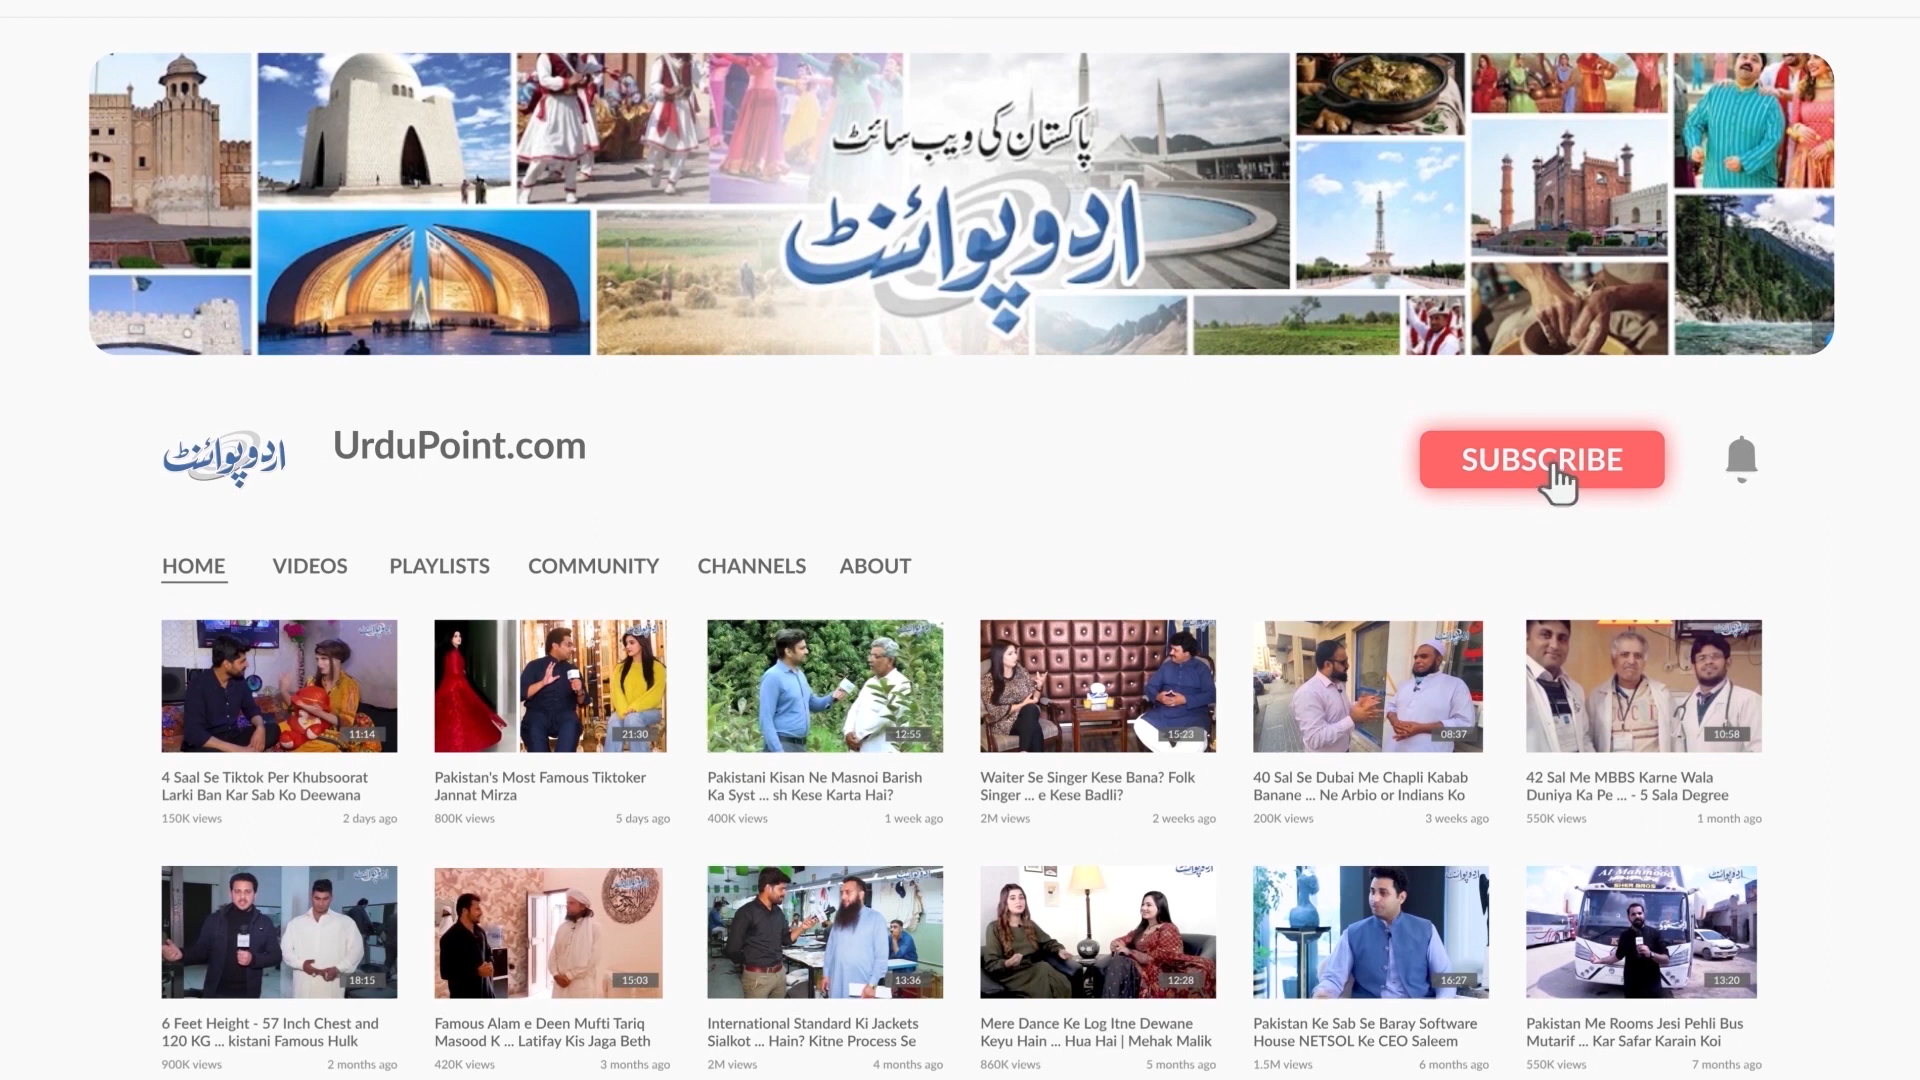 پاکستان کی ویب سائٹ
اردو پوائنٹ
اردو پوائنٹ
UrduPoint.com
SUBSCRIBE
HOME VIDEOS PLAYLISTS COMMUNITY CHANNELS ABOUT
11:14
21:30
12:55
15:23
08:37
10:58
4 Saal Se Tiktok Per Khubsoorat
Larki Ban Kar Sab Ko Deewana
150K views 2 days ago
Pakistan's Most Famous Tiktoker
Jannat Mirza
800K views 5 days ago
Pakistani Kisan Ne Masnoi Barish
Ka Syst ... sh Kese Karta Hai?
400K views 1 week ago
Waiter Se Singer Kese Bana? Folk
Singer ... e Kese Badli?
2M views 2 weeks ago
40 Sal Se Dubai Me Chapli Kabab
Banane ... Ne Arbio or Indians Ko
200K views 3 weeks ago
42 Sal Me MBBS Karne Wala
Duniya Ka Pe ... - 5 Sala Degree
550K views 1 month ago
18:15
15:03
13:36
12:28
16:27
Al Mahmood
13:20
6 Feet Height - 57 Inch Chest and
120 KG ... kistani Famous Hulk
900K views 2 months ago
Famous Alam e Deen Mufti Tariq
Masood K ... Latifay Kis Jaga Beth
420K views 3 months ago
International Standard Ki Jackets
Sialkot ... Hain? Kitne Process Se
2M views 4 months ago
Mere Dance Ke Log Itne Dewane
Keyu Hain ... Hua Hai | Mehak Malik
860K views 5 months ago
Pakistan Ke Sab Se Baray Software
House NETSOL Ke CEO Saleem
1.5M views 6 months ago
Pakistan Me Rooms Jesi Pehli Bus
Mutarif ... Kar Safar Karain Koi
550K views 7 months ago